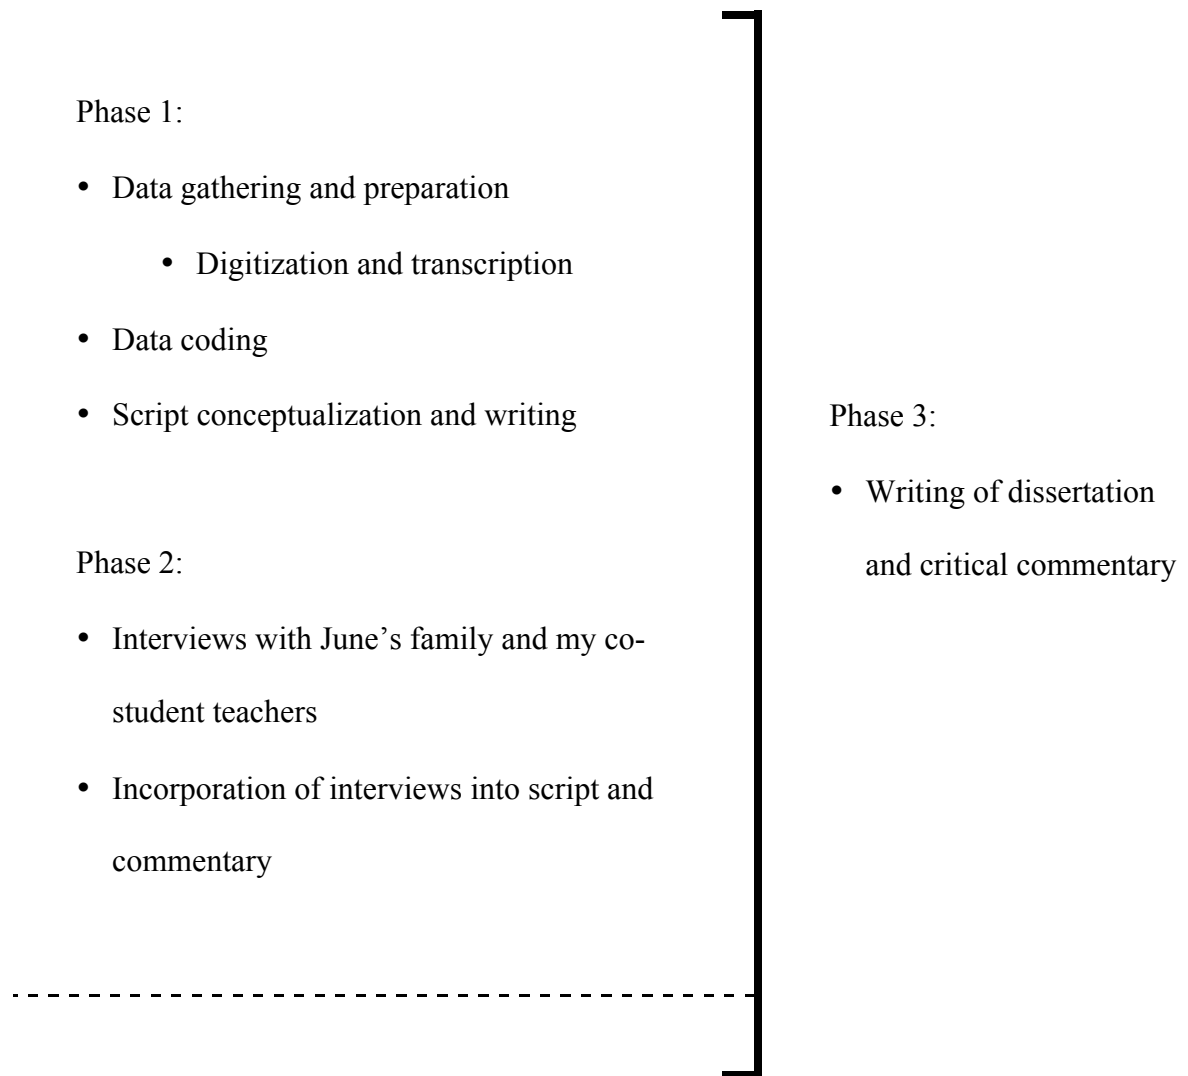 Phase 1:
• Data gathering and preparation
• Digitization and transcription
• Data coding
• Script conceptualization and writing
Phase 2:
• Interviews with June’s family and my co-
student teachers
• Incorporation of interviews into script and
commentary
Phase 3:
• Writing of dissertation
and critical commentary